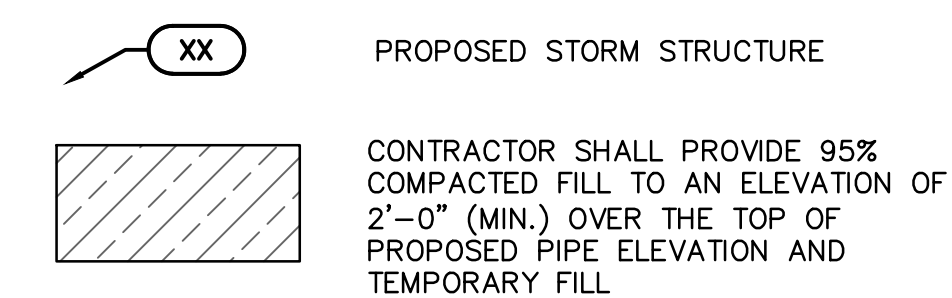 XX
PROPOSED STORM STRUCTURE
CONTRACTOR SHALL PROVIDE 95%
COMPACTED FILL TO AN ELEVATION OF
2'–0" (MIN.) OVER THE TOP OF
PROPOSED PIPE ELEVATION AND
TEMPORARY FILL